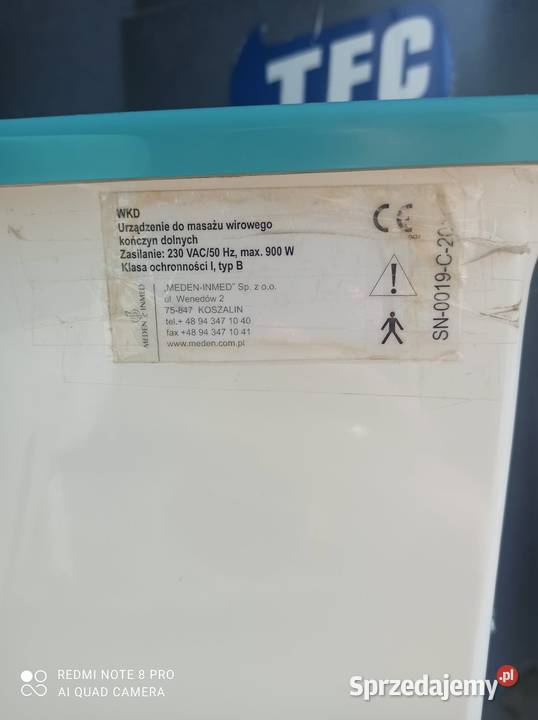 TFC
WKD
Urządzenie do masażu wirowego
kończyn dolnych
Zasilanie: 230 VAC/50 Hz, max. 900 W
Klasa ochronności I, typ B
MEDEN INMED
„MEDEN-INMED" Sp. z o.o.
ul. Wenedów 2
75-847 KOSZALIN
tel.+ 48 94 347 10 40
fax +48 94 347 10 41
www.meden.com.pl
CE
SN-0019-C-20
REDMI NOTE 8 PRO
AI QUAD CAMERA
Sprzedajemy.pl